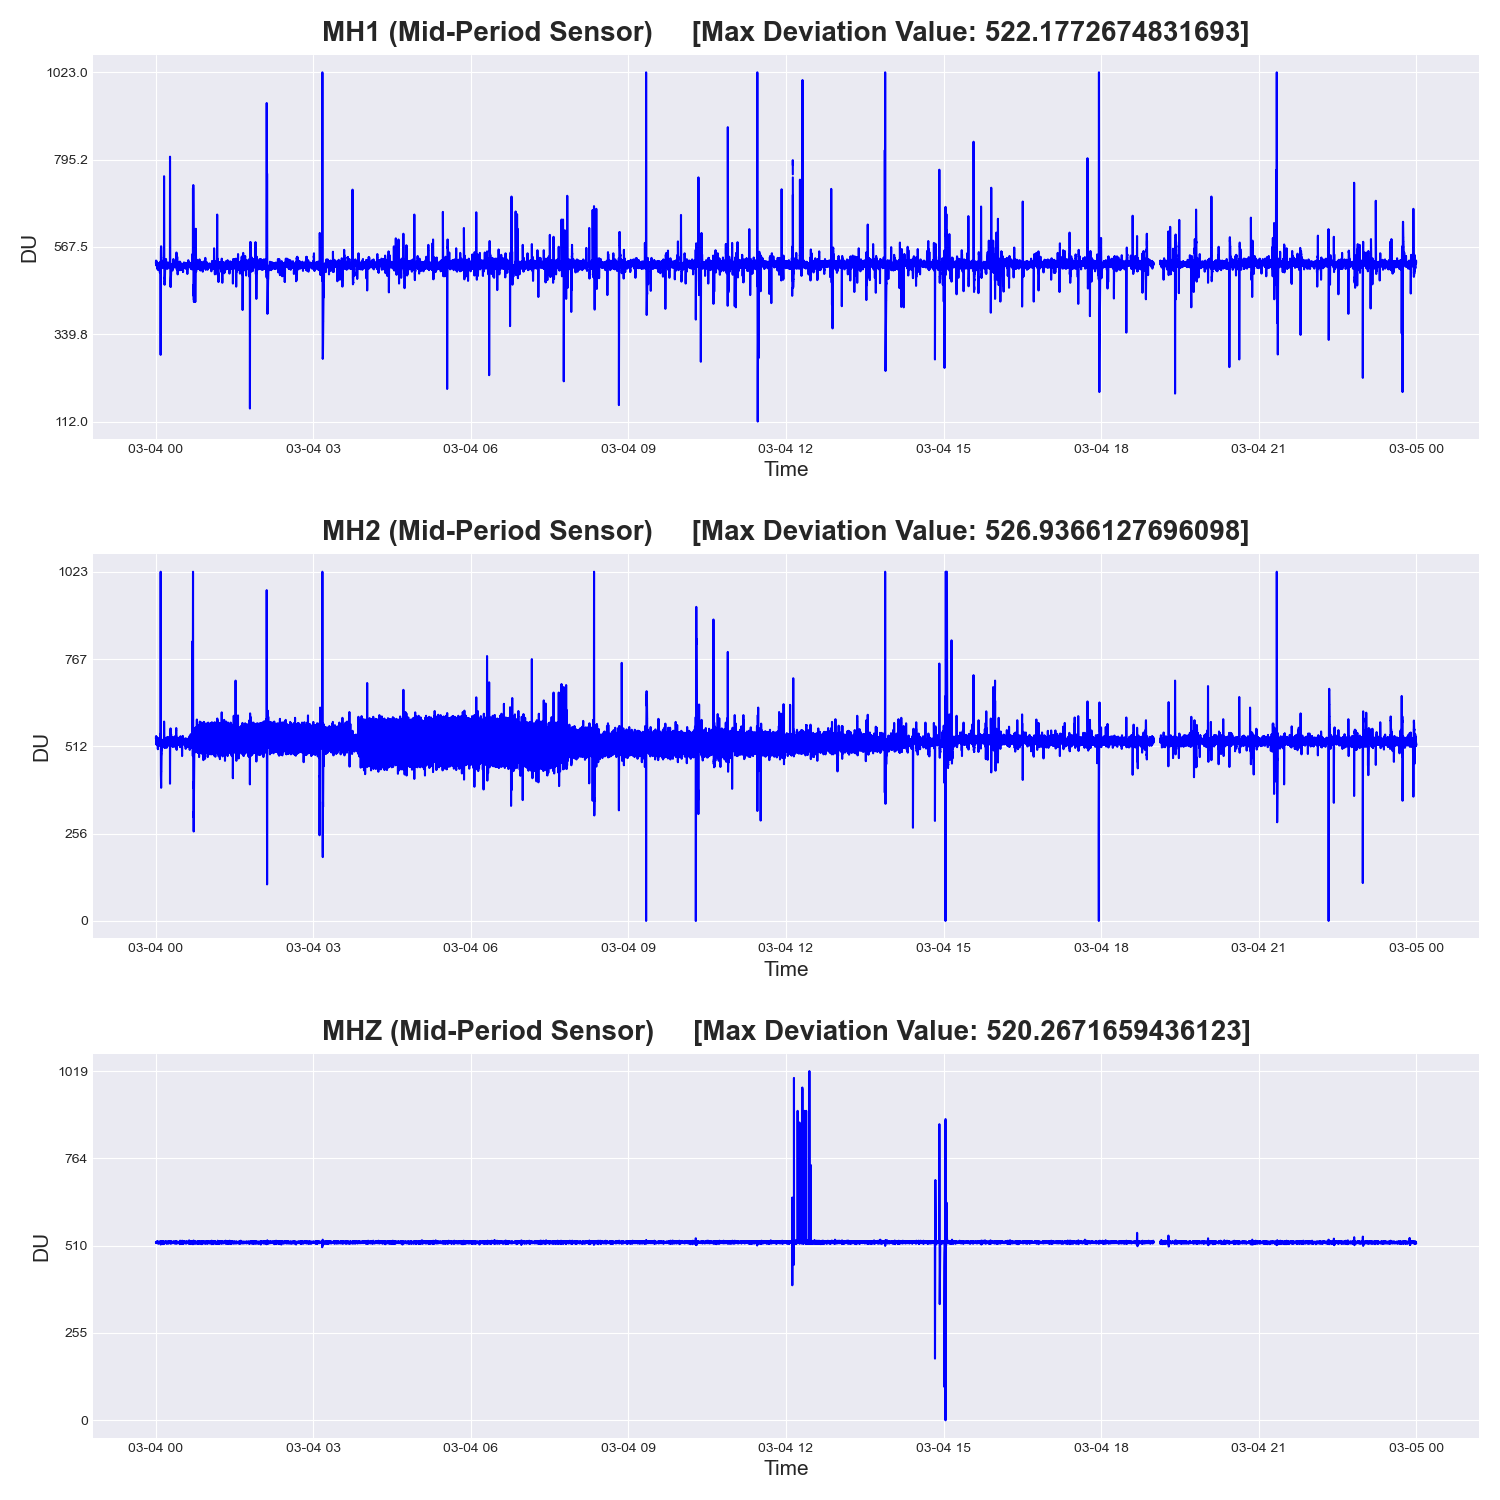 MH1 (Mid-Period Sensor) [Max Deviation Value: 522.1772674831693]
1023.0
795.2
567.5
339.8
112.0
DU
03-04 00 03-04 03 03-04 06 03-04 09 03-04 12 03-04 15 03-04 18 03-04 21 03-05 00
Time
MH2 (Mid-Period Sensor) [Max Deviation Value: 526.9366127696098]
1023
767
512
256
0
DU
03-04 00 03-04 03 03-04 06 03-04 09 03-04 12 03-04 15 03-04 18 03-04 21 03-05 00
Time
MHZ (Mid-Period Sensor) [Max Deviation Value: 520.2671659436123]
1019
764
510
255
0
DU
03-04 00 03-04 03 03-04 06 03-04 09 03-04 12 03-04 15 03-04 18 03-04 21 03-05 00
Time